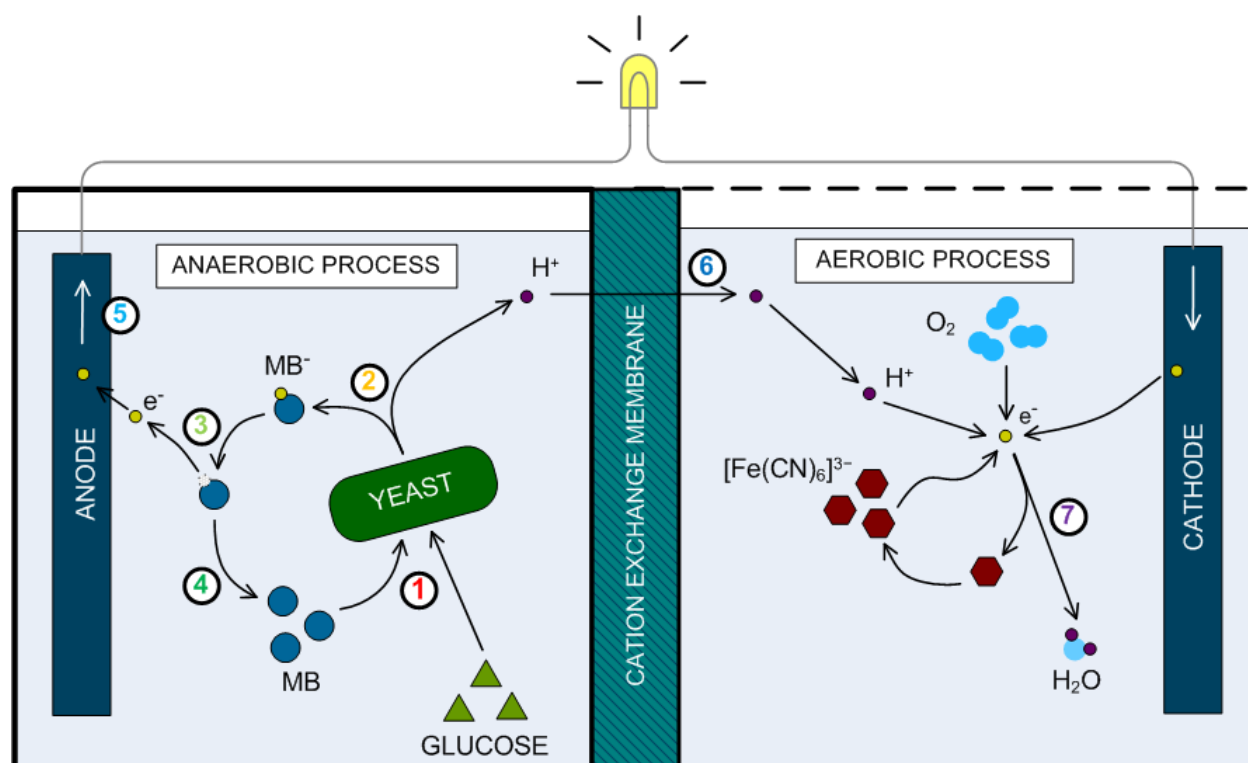 ANAEROBIC PROCESS
AEROBIC PROCESS
H⁺
6
5
O₂
MB⁻
2
H⁺
e⁻
3
e⁻
ANODE
YEAST
[Fe(CN)₆]³⁻
CATION EXCHANGE MEMBRANE
7
CATHODE
4
1
MB
H₂O
GLUCOSE